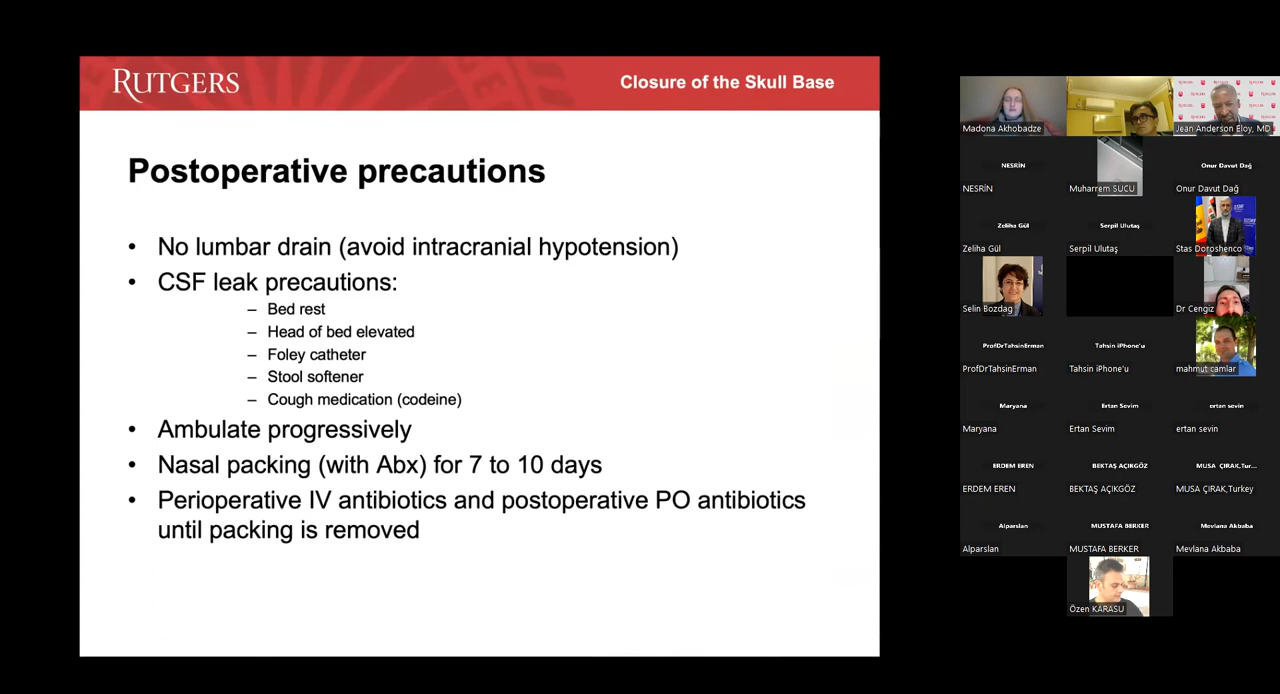 RUTGERS
Closure of the Skull Base
Postoperative precautions
• No lumbar drain (avoid intracranial hypotension)
• CSF leak precautions:
– Bed rest
– Head of bed elevated
– Foley catheter
– Stool softener
– Cough medication (codeine)
• Ambulate progressively
• Nasal packing (with Abx) for 7 to 10 days
• Perioperative IV antibiotics and postoperative PO antibiotics
until packing is removed
Madona Akhobadze
Jean Anderson Eloy, MD
NESRİN
NESRİN
Muharrem SUCU
Onur Davut Dağ
Onur Davut Dağ
Zeliha Gül
Zeliha Gül
Serpil Ulutaş
Serpil Ulutaş
Stas Doroshenco
Selin Bozdag
Dr Cengiz
ProfDrTahsinErman
ProfDrTahsinErman
Tahsin iPhone'u
Tahsin iPhone'u
mahmut camlar
Maryana
Maryana
Ertan Sevim
Ertan Sevim
ertan sevin
ertan sevin
ERDEM EREN
ERDEM EREN
BEKTAŞ AÇIKGÖZ
BEKTAŞ AÇIKGÖZ
MUSA ÇIRAK,Tur...
MUSA ÇIRAK,Turkey
Alparslan
Alparslan
MUSTAFA BERKER
MUSTAFA BERKER
Mevlana Akbaba
Mevlana Akbaba
Özen KARASU